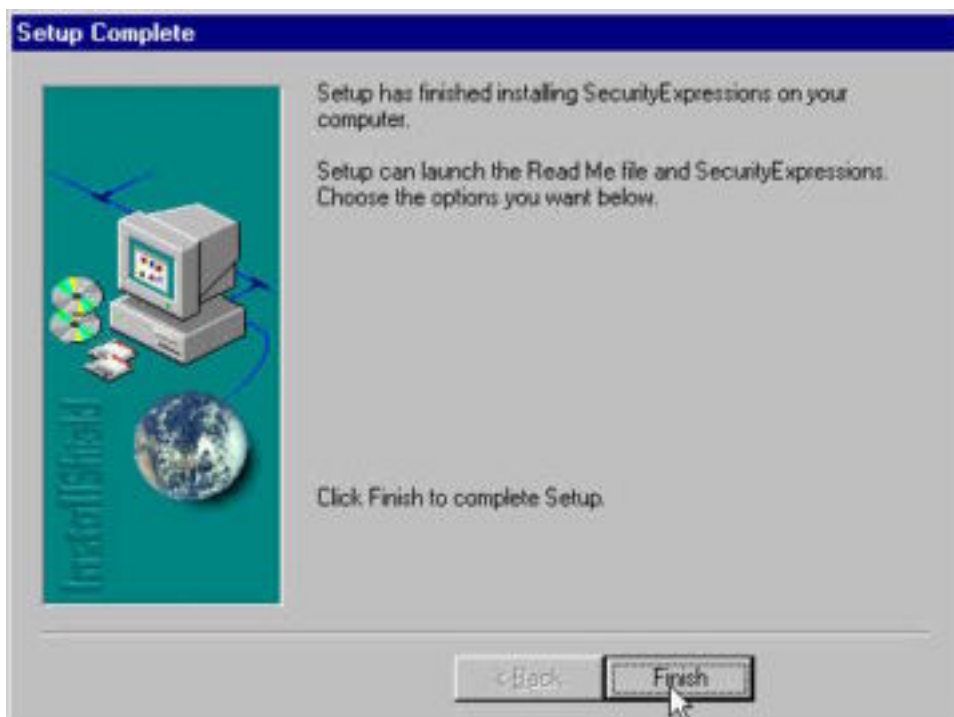 Setup Complete
Setup has finished installing SecurityExpressions on your
computer.
Setup can launch the Read Me file and SecurityExpressions.
Choose the options you want below.
Click Finish to complete Setup.
InstallShield
< Back
Finish